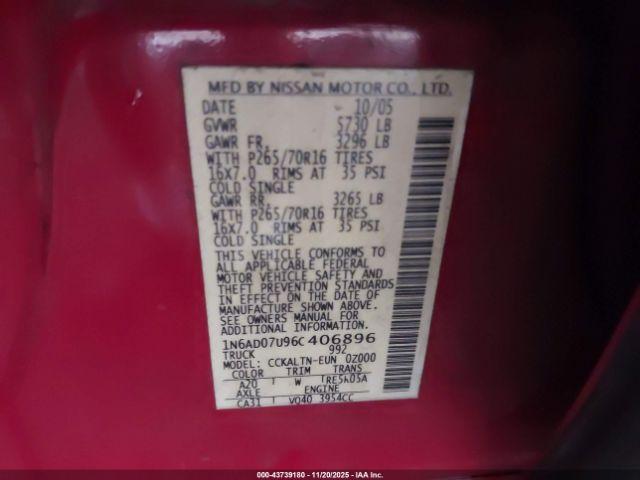 MFD BY NISSAN MOTOR CO., LTD.
DATE 10/05
GVWR 5730 LB
GAWR FR. 3296 LB
WITH P265/70R16 TIRES
16X7.0 RIMS AT 35 PSI
COLD SINGLE
GAWR RR. 3265 LB
WITH P265/70R16 TIRES
16X7.0 RIMS AT 35 PSI
COLD SINGLE
THIS VEHICLE CONFORMS TO
ALL APPLICABLE FEDERAL
MOTOR VEHICLE SAFETY AND
THEFT PREVENTION STANDARDS
IN EFFECT ON THE DATE OF
MANUFACTURE SHOWN ABOVE.
SEE OWNERS MANUAL FOR
ADDITIONAL INFORMATION
1N6AD07U96C406896
TRUCK 992
MODEL: CCKALTN-EUN 0Z000
COLOR TRIM TRANS
A20 W RE5R05A
AXLE ENGINE
CA31 VQ40 3954CC
000-43739180 - 11/20/2025 - © IAA, Inc.